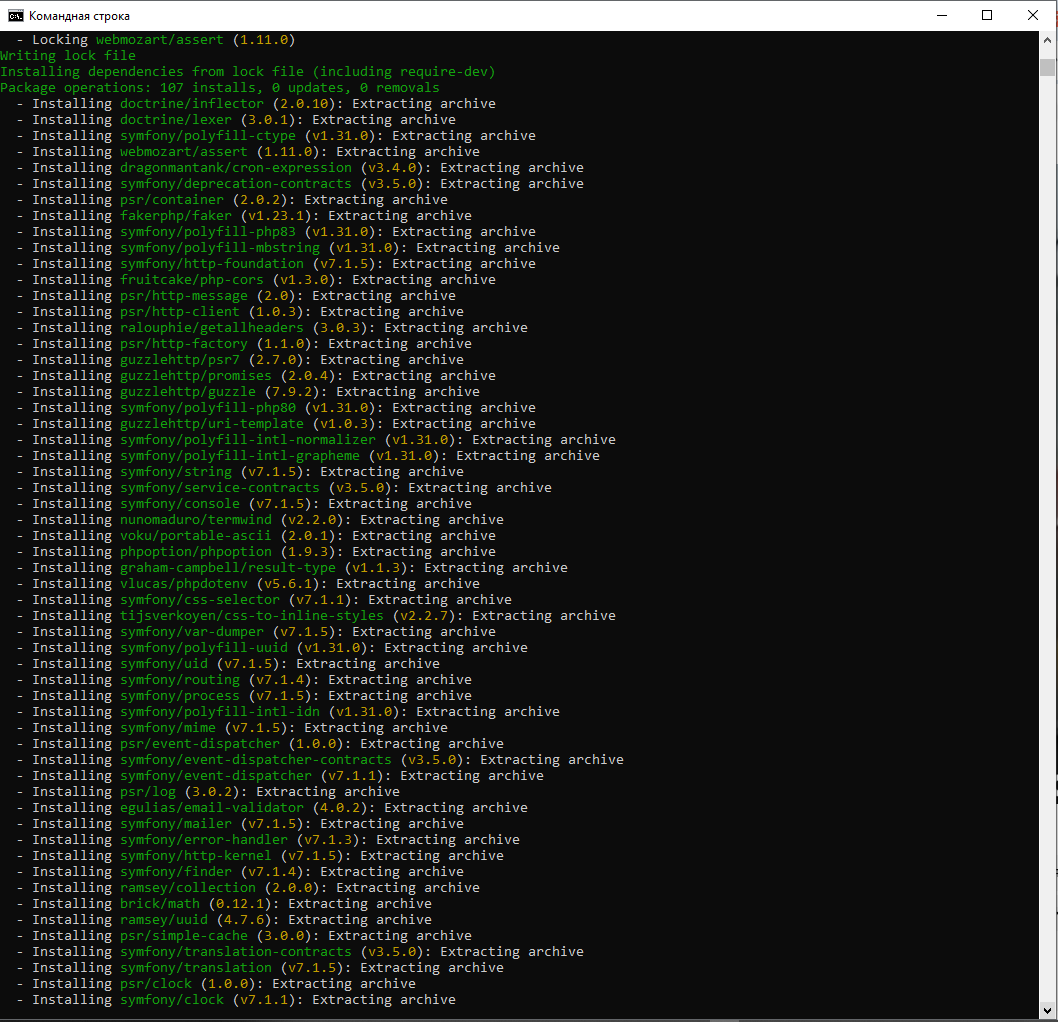 Командная строка
- Locking webmozart/assert (1.11.0)
Writing lock file
Installing dependencies from lock file (including require-dev)
Package operations: 107 installs, 0 updates, 0 removals
- Installing doctrine/inflector (2.0.10): Extracting archive
- Installing doctrine/lexer (3.0.1): Extracting archive
- Installing symfony/polyfill-ctype (v1.31.0): Extracting archive
- Installing webmozart/assert (1.11.0): Extracting archive
- Installing dragonmantank/cron-expression (v3.4.0): Extracting archive
- Installing symfony/deprecation-contracts (v3.5.0): Extracting archive
- Installing psr/container (2.0.2): Extracting archive
- Installing fakerphp/faker (v1.23.1): Extracting archive
- Installing symfony/polyfill-php83 (v1.31.0): Extracting archive
- Installing symfony/polyfill-mbstring (v1.31.0): Extracting archive
- Installing symfony/http-foundation (v7.1.5): Extracting archive
- Installing fruitcake/php-cors (v1.3.0): Extracting archive
- Installing psr/http-message (2.0): Extracting archive
- Installing psr/http-client (1.0.3): Extracting archive
- Installing ralouphie/getallheaders (3.0.3): Extracting archive
- Installing psr/http-factory (1.1.0): Extracting archive
- Installing guzzlehttp/psr7 (2.7.0): Extracting archive
- Installing guzzlehttp/promises (2.0.4): Extracting archive
- Installing guzzlehttp/guzzle (7.9.2): Extracting archive
- Installing symfony/polyfill-php80 (v1.31.0): Extracting archive
- Installing guzzlehttp/uri-template (v1.0.3): Extracting archive
- Installing symfony/polyfill-intl-normalizer (v1.31.0): Extracting archive
- Installing symfony/polyfill-intl-grapheme (v1.31.0): Extracting archive
- Installing symfony/string (v7.1.5): Extracting archive
- Installing symfony/service-contracts (v3.5.0): Extracting archive
- Installing symfony/console (v7.1.5): Extracting archive
- Installing nunomaduro/termwind (v2.2.0): Extracting archive
- Installing voku/portable-ascii (2.0.1): Extracting archive
- Installing phpoption/phpoption (1.9.3): Extracting archive
- Installing graham-campbell/result-type (v1.1.3): Extracting archive
- Installing vlucas/phpdotenv (v5.6.1): Extracting archive
- Installing symfony/css-selector (v7.1.1): Extracting archive
- Installing tijsverkoyen/css-to-inline-styles (v2.2.7): Extracting archive
- Installing symfony/var-dumper (v7.1.5): Extracting archive
- Installing symfony/polyfill-uuid (v1.31.0): Extracting archive
- Installing symfony/uid (v7.1.5): Extracting archive
- Installing symfony/routing (v7.1.4): Extracting archive
- Installing symfony/process (v7.1.5): Extracting archive
- Installing symfony/polyfill-intl-idn (v1.31.0): Extracting archive
- Installing symfony/mime (v7.1.5): Extracting archive
- Installing psr/event-dispatcher (1.0.0): Extracting archive
- Installing symfony/event-dispatcher-contracts (v3.5.0): Extracting archive
- Installing symfony/event-dispatcher (v7.1.1): Extracting archive
- Installing psr/log (3.0.2): Extracting archive
- Installing egulias/email-validator (4.0.2): Extracting archive
- Installing symfony/mailer (v7.1.5): Extracting archive
- Installing symfony/error-handler (v7.1.3): Extracting archive
- Installing symfony/http-kernel (v7.1.5): Extracting archive
- Installing symfony/finder (v7.1.4): Extracting archive
- Installing ramsey/collection (2.0.0): Extracting archive
- Installing brick/math (0.12.1): Extracting archive
- Installing ramsey/uuid (4.7.6): Extracting archive
- Installing psr/simple-cache (3.0.0): Extracting archive
- Installing symfony/translation-contracts (v3.5.0): Extracting archive
- Installing symfony/translation (v7.1.5): Extracting archive
- Installing psr/clock (1.0.0): Extracting archive
- Installing symfony/clock (v7.1.1): Extracting archive